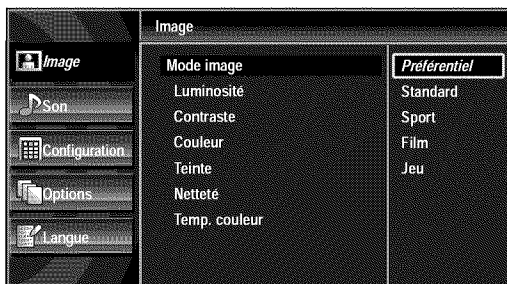 Image
Image
Son
Configuration
Options
Langue
Mode image
Luminosité
Contraste
Couleur
Teinte
Netteté
Temp. couleur
Préférentiel
Standard
Sport
Film
Jeu